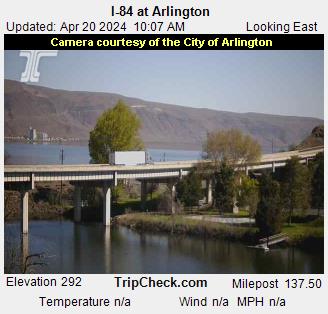 I-84 at Arlington
Updated: Apr 20 2024 10:07 AM Looking East
Camera courtesy of the City of Arlington
Elevation 292 TripCheck.com Milepost 137.50
Temperature n/a Wind n/a MPH n/a